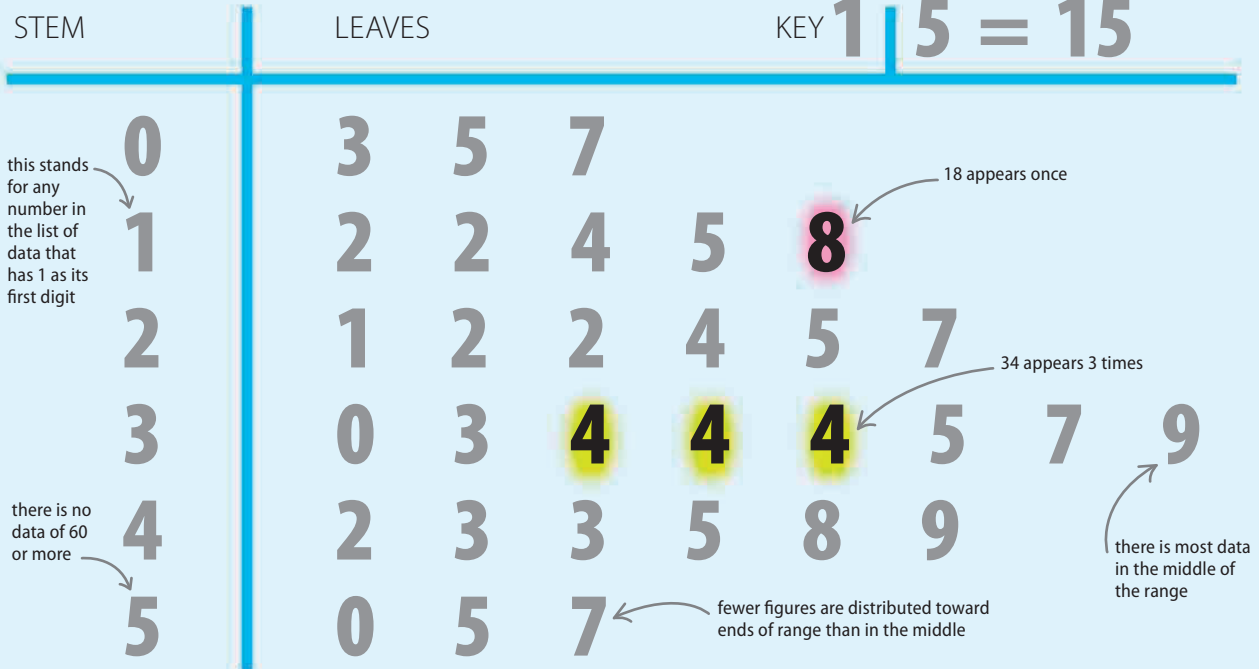 STEM LEAVES KEY 1 | 5 = 15
0 3 5 7
this stands
for any
number in
the list of
data that
has 1 as its
first digit
18 appears once
1 2 2 4 5 8
2 1 2 2 4 5 7
34 appears 3 times
3 0 3 4 4 4 5 7 9
there is no
data of 60
or more
4 2 3 3 5 8 9
there is most data
in the middle of
the range
5 0 5 7
fewer figures are distributed toward
ends of range than in the middle